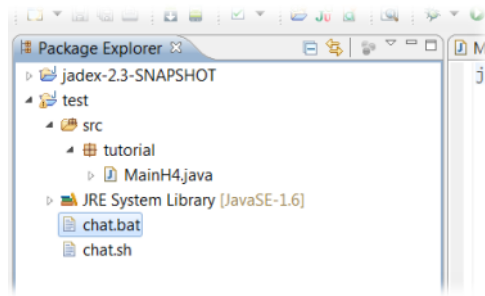 Package Explorer
jadex-2.3-SNAPSHOT
test
src
tutorial
MainH4.java
JRE System Library [JavaSE-1.6]
chat.bat
chat.sh